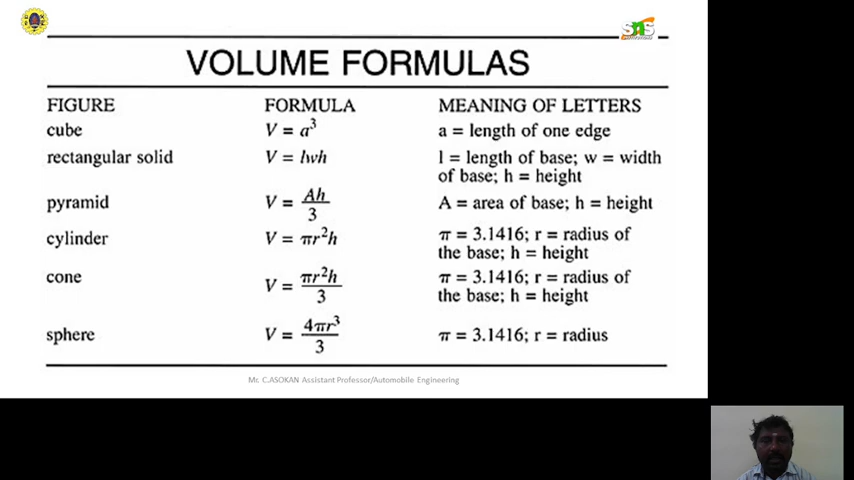 SNS
VOLUME FORMULAS
FIGURE FORMULA MEANING OF LETTERS
cube V = a³ a = length of one edge
rectangular solid V = lwh l = length of base; w = width
of base; h = height
pyramid V = Ah/3 A = area of base; h = height
cylinder V = πr²h π = 3.1416; r = radius of
the base; h = height
cone V = πr²h/3 π = 3.1416; r = radius of
the base; h = height
sphere V = 4πr³/3 π = 3.1416; r = radius
Mr. C.ASOKAN Assistant Professor/Automobile Engineering